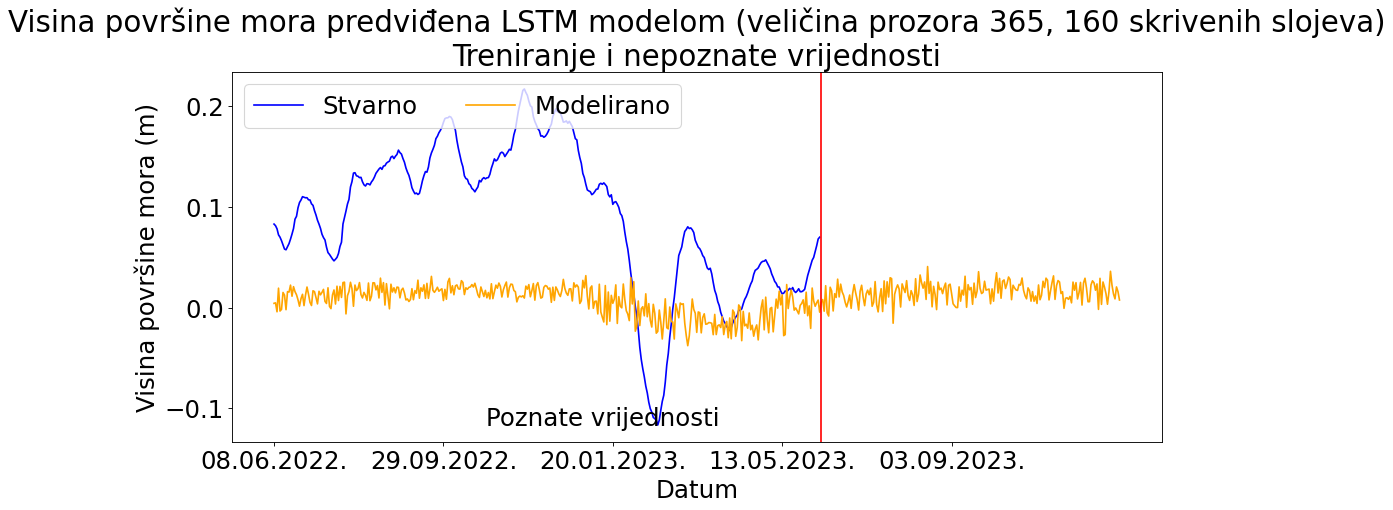 Visina površine mora predviđena LSTM modelom (veličina prozora 365, 160 skrivenih slojeva)
Treniranje i nepoznate vrijednosti
Stvarno
Modelirano
Visina površine mora (m)
0.2
0.1
0.0
−0.1
Poznate vrijednosti
08.06.2022.
29.09.2022.
20.01.2023.
13.05.2023.
03.09.2023.
Datum